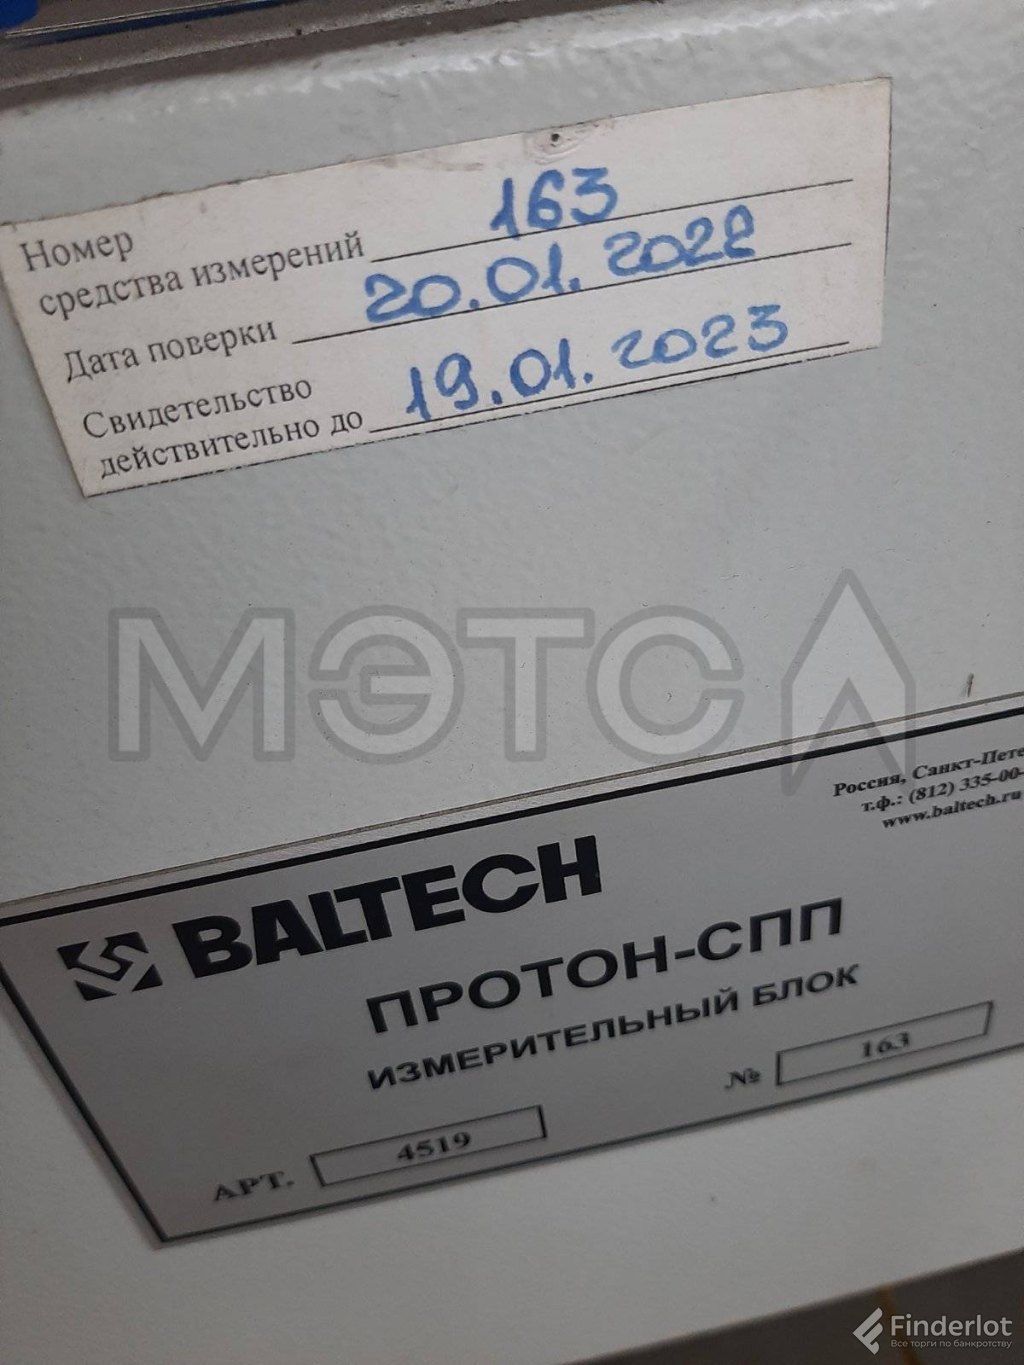 Номер
средства измерений 163
Дата поверки 20.01.2022
Свидетельство
действительно до 19.01.2023
МЭТС
Россия, Санкт-Пете
т.ф.: (812) 335-00-
www.baltech.ru
BALTECH
ПРОТОН-СПП
ИЗМЕРИТЕЛЬНЫЙ БЛОК
№ 163
АРТ. 4519
Finderlot
Все торги по банкротству